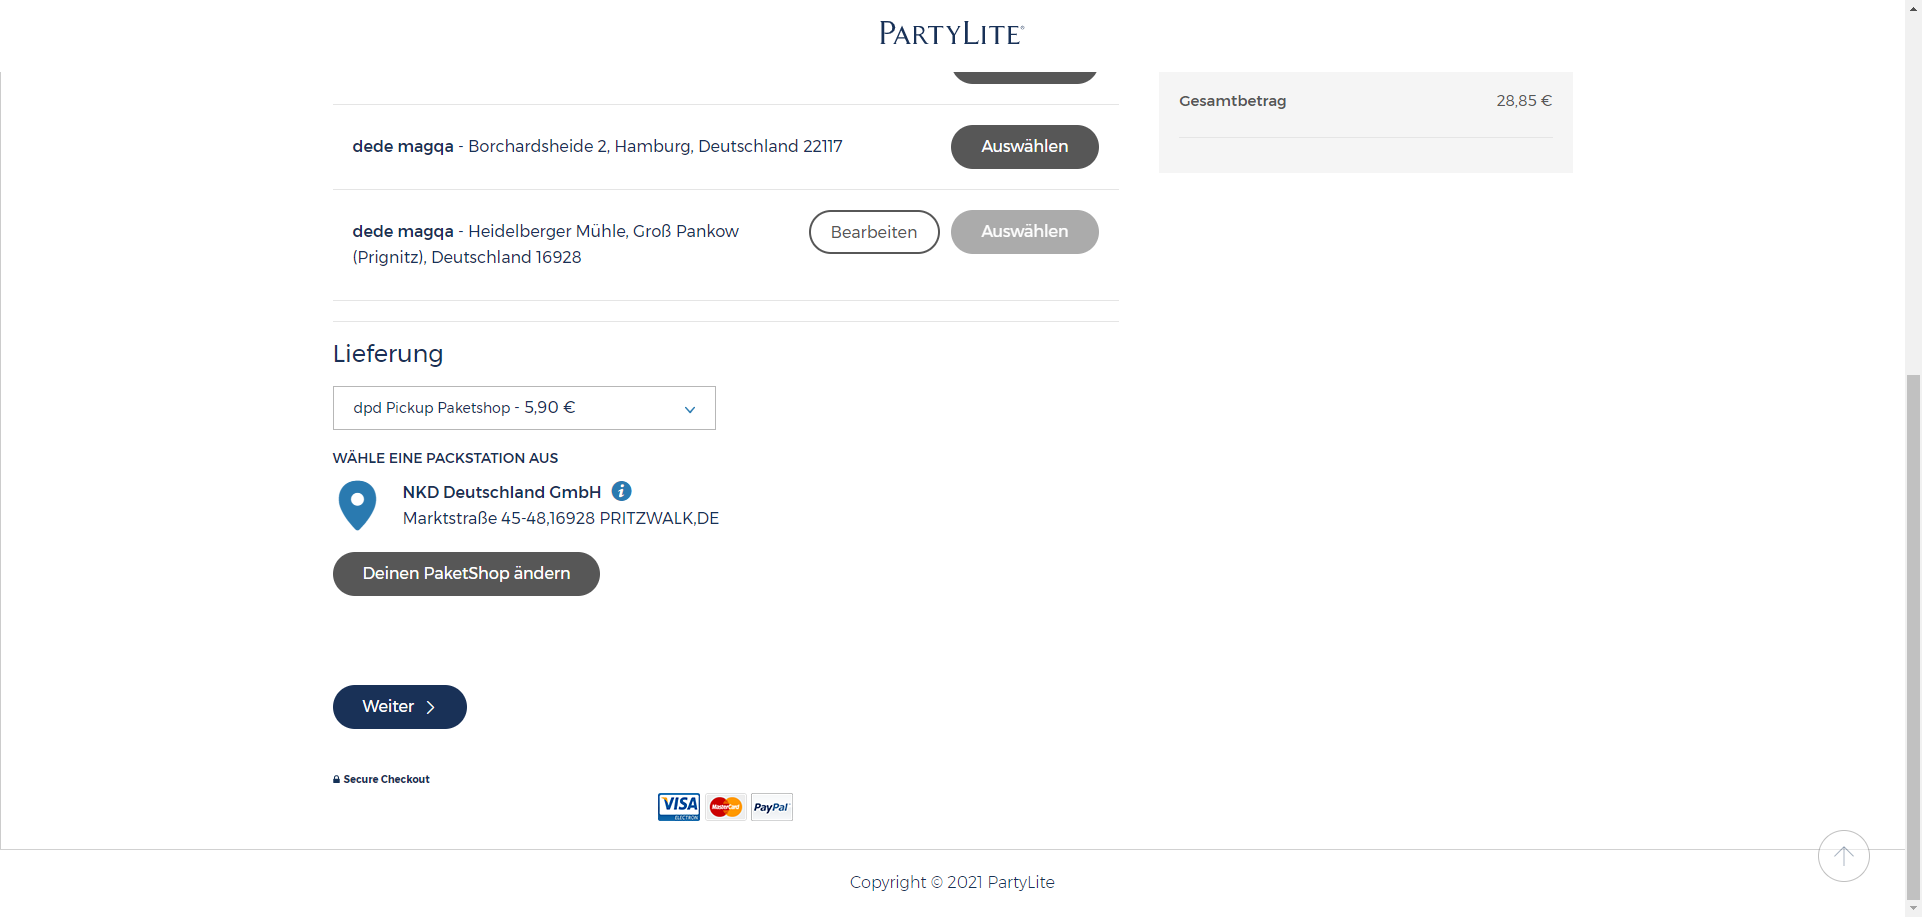 PARTYLITE®
Gesamtbetrag 28,85 €
dede magqa - Borchardsheide 2, Hamburg, Deutschland 22117 Auswählen
dede magqa - Heidelberger Mühle, Groß Pankow
(Prignitz), Deutschland 16928
Bearbeiten Auswählen
Lieferung
dpd Pickup Paketshop - 5,90 €
WÄHLE EINE PACKSTATION AUS
NKD Deutschland GmbH i
Marktstraße 45-48,16928 PRITZWALK,DE
Deinen PaketShop ändern
Weiter
Secure Checkout
VISA ELECTRON MasterCard PayPal
Copyright © 2021 PartyLite